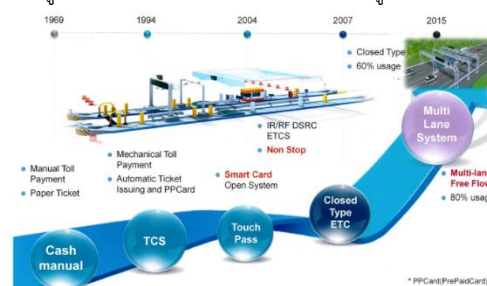 1969
1994
2004
2007
2015
Closed Type
60% usage
IR/RF DSRC
ETCS
Non Stop
Manual Toll
Payment
Paper Ticket
Mechanical Toll
Payment
Automatic Ticket
Issuing and PPCard
Smart Card
Open System
Multi
Lane
System
Multi-lan
Free Flow
80% usag
Cash
manual
TCS
Touch
Pass
Closed
Type
ETC
* PPCard(PrePaidCard)